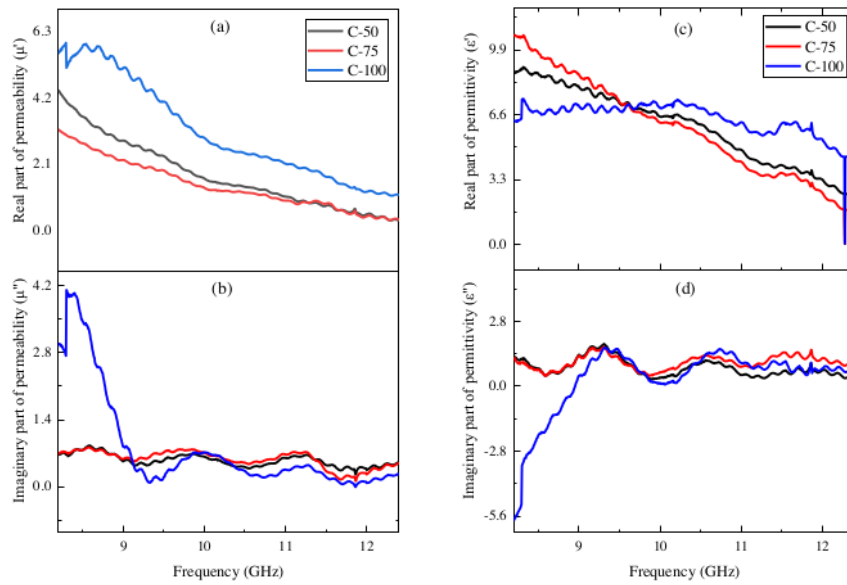 (a)
C-50
C-75
C-100
6.3
4.2
2.1
0.0
Real part of permeability (μ')
(b)
4.2
2.8
1.4
0.0
Imaginary part of permeability (μ'')
9
10
11
12
Frequency (GHz)
(c)
C-50
C-75
C-100
9.9
6.6
3.3
0.0
Real part of permittivity (ε')
(d)
2.8
0.0
-2.8
-5.6
Imaginary part of permittivity (ε'')
9
10
11
12
Frequency (GHz)